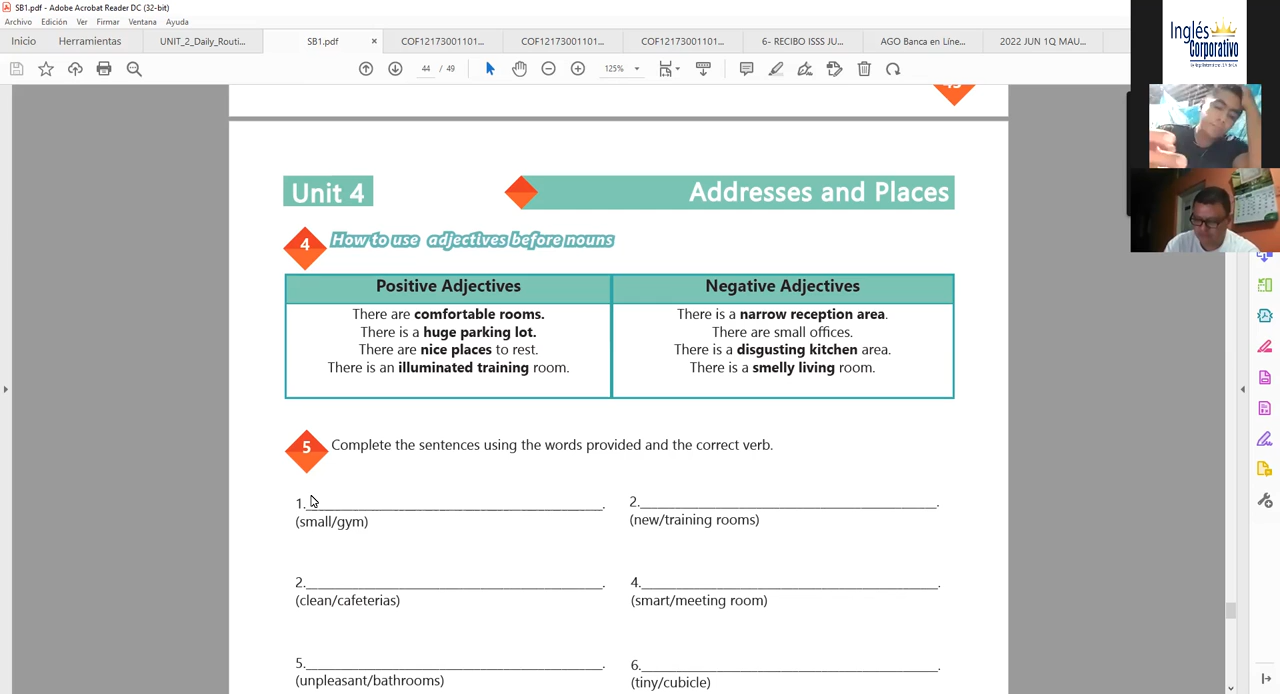 SB1.pdf - Adobe Acrobat Reader DC (32-bit)
Archivo Edición Ver Firmar Ventana Ayuda
Inicio Herramientas UNIT_2_Daily_Routi... SB1.pdf × COF12173001101... COF12173001101... COF12173001101... 6- RECIBO ISSS JU... AGO Banca en Líne... 2022 JUN 1Q MAU...
44 / 49 125%
Inglés
Corporativo
Unit 4 Addresses and Places
4 How to use adjectives before nouns
Positive Adjectives Negative Adjectives
There are comfortable rooms. There is a narrow reception area.
There is a huge parking lot. There are small offices.
There are nice places to rest. There is a disgusting kitchen area.
There is an illuminated training room. There is a smelly living room.
5 Complete the sentences using the words provided and the correct verb.
1. ______________________. 2. ______________________.
(small/gym) (new/training rooms)
2. ______________________. 4. ______________________.
(clean/cafeterias) (smart/meeting room)
5. ______________________. 6. ______________________.
(unpleasant/bathrooms) (tiny/cubicle)